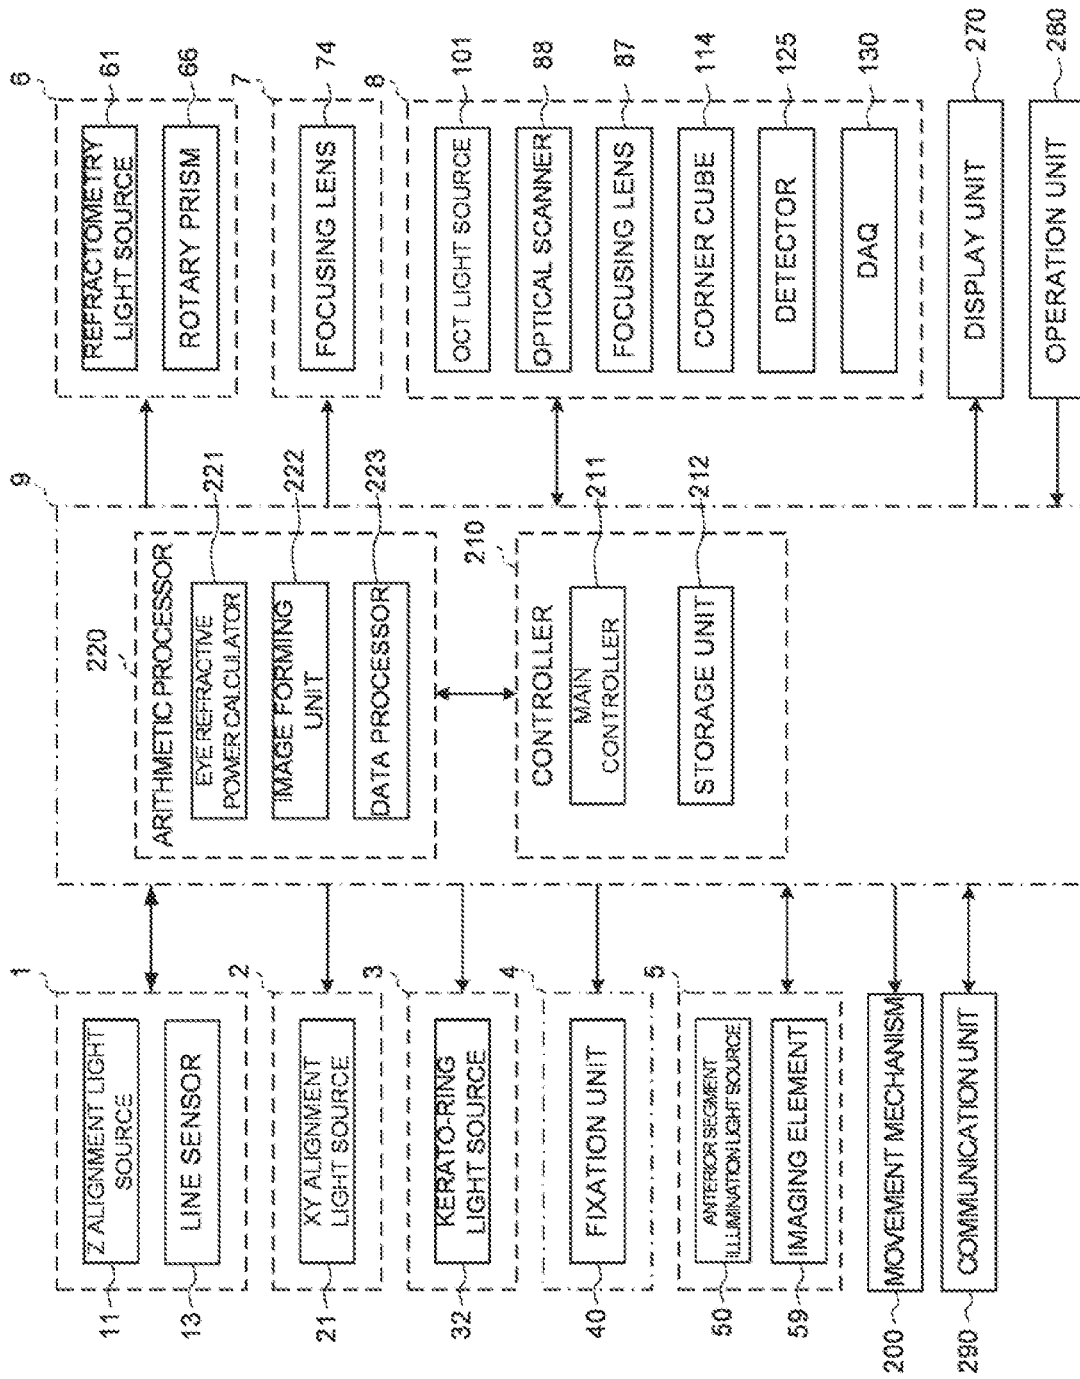 1
Z ALIGNMENT LIGHT
SOURCE
11
LINE SENSOR
13
2
XY ALIGNMENT
LIGHT SOURCE
21
3
KERATO-RING
LIGHT SOURCE
32
4
FIXATION UNIT
40
5
ANTERIOR SEGMENT
ILLUMINATION LIGHT SOURCE
50
IMAGING ELEMENT
59
MOVEMENT MECHANISM
200
COMMUNICATION UNIT
290
9
220
ARITHMETIC PROCESSOR
EYE REFRACTIVE
POWER CALCULATOR
221
IMAGE FORMING
UNIT
222
DATA PROCESSOR
223
210
CONTROLLER
MAIN
CONTROLLER
211
STORAGE UNIT
212
6
REFRACTOMETRY
LIGHT SOURCE
61
ROTARY PRISM
66
7
FOCUSING LENS
74
8
OCT LIGHT SOURCE
101
OPTICAL SCANNER
88
FOCUSING LENS
87
CORNER CUBE
114
DETECTOR
125
DAQ
130
DISPLAY UNIT
270
OPERATION UNIT
280